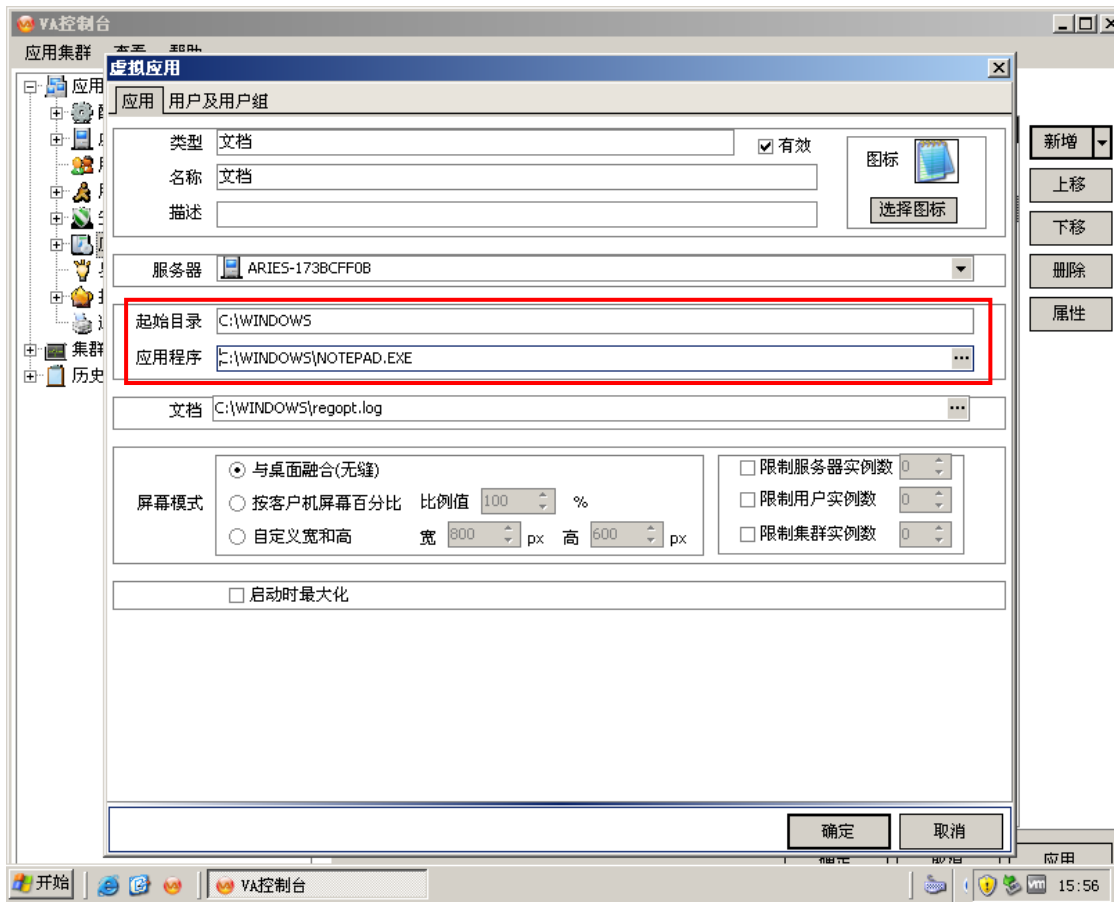 VA控制台
应用集群 查看 帮助
虚拟应用
应用
应用 用户及用户组
类型 文档 有效
图标
新增
名称 文档
上移
描述
选择图标
下移
服务器 ARIES-173BCFF0B
删除
起始目录 C:\WINDOWS
属性
集群
应用程序 C:\WINDOWS\NOTEPAD.EXE
历史
文档 C:\WINDOWS\regopt.log
与桌面融合(无缝) 限制服务器实例数 0
屏幕模式 按客户机屏幕百分比 比例值 100 % 限制用户实例数 0
自定义宽和高 宽 800 px 高 600 px 限制集群实例数 0
启动时最大化
确定 取消
确定 取消 应用
开始 VA控制台 15:56